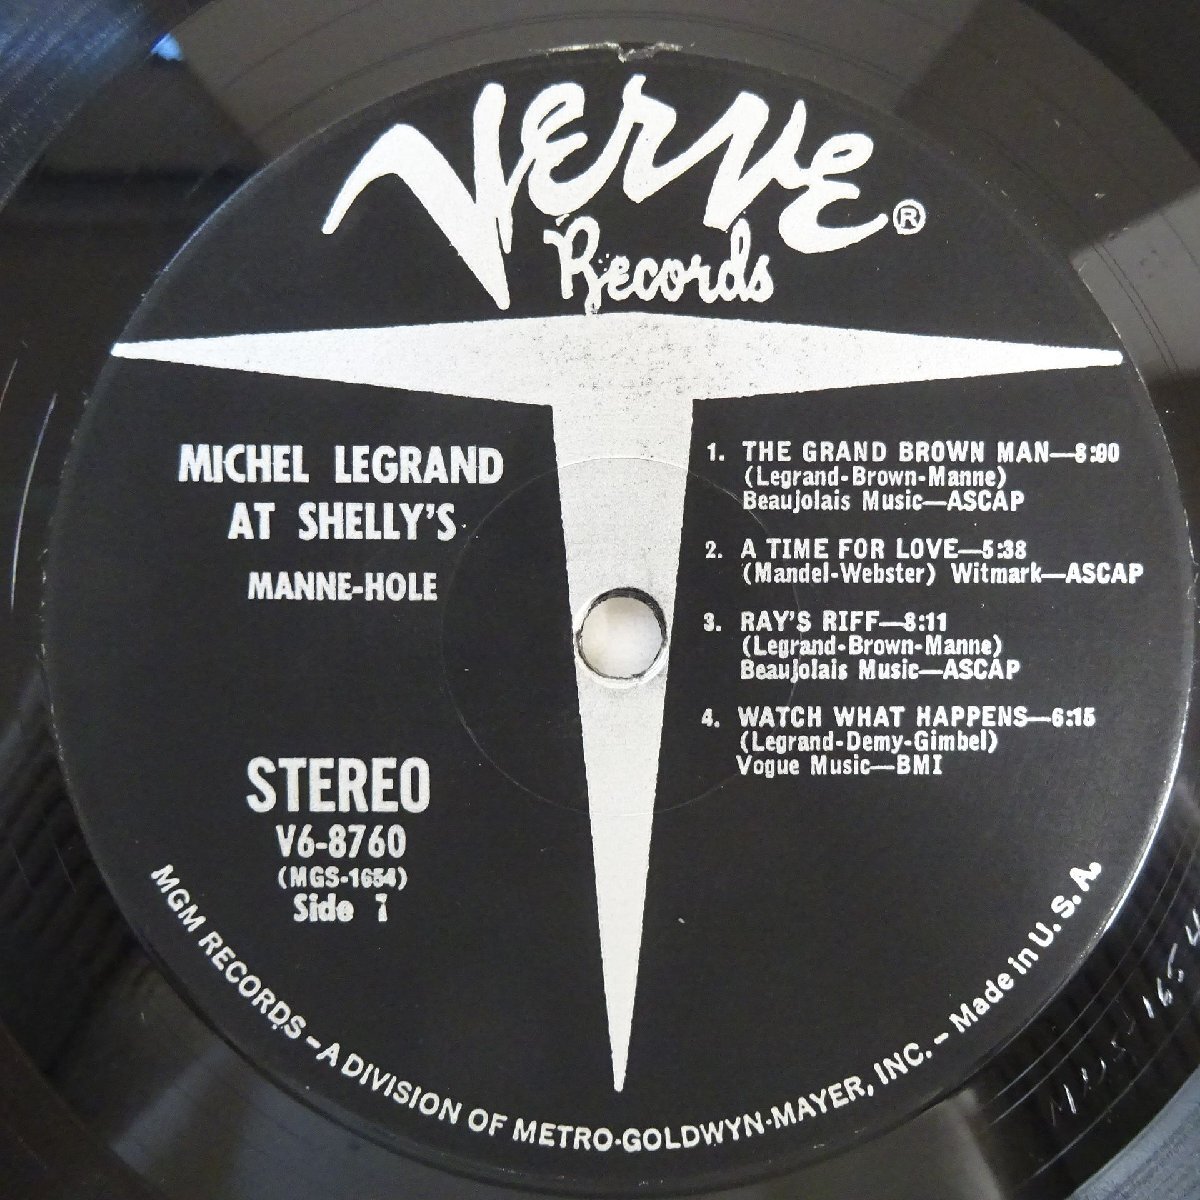 Verve®
Records
MICHEL LEGRAND
AT SHELLY'S
MANNE-HOLE
STEREO
V6-8760
(MGS-1654)
Side 1
1. THE GRAND BROWN MAN—8:00
(Legrand-Brown-Manne)
Beaujolais Music—ASCAP
2. A TIME FOR LOVE—5:38
(Mandel-Webster) Witmark—ASCAP
3. RAY'S RIFF—8:11
(Legrand-Brown-Manne)
Beaujolais Music—ASCAP
4. WATCH WHAT HAPPENS—6:15
(Legrand-Demy-Gimbel)
Vogue Music—BMI
MGM RECORDS – A DIVISION OF METRO-GOLDWYN-MAYER, INC. – Made in U. S. A.
1654